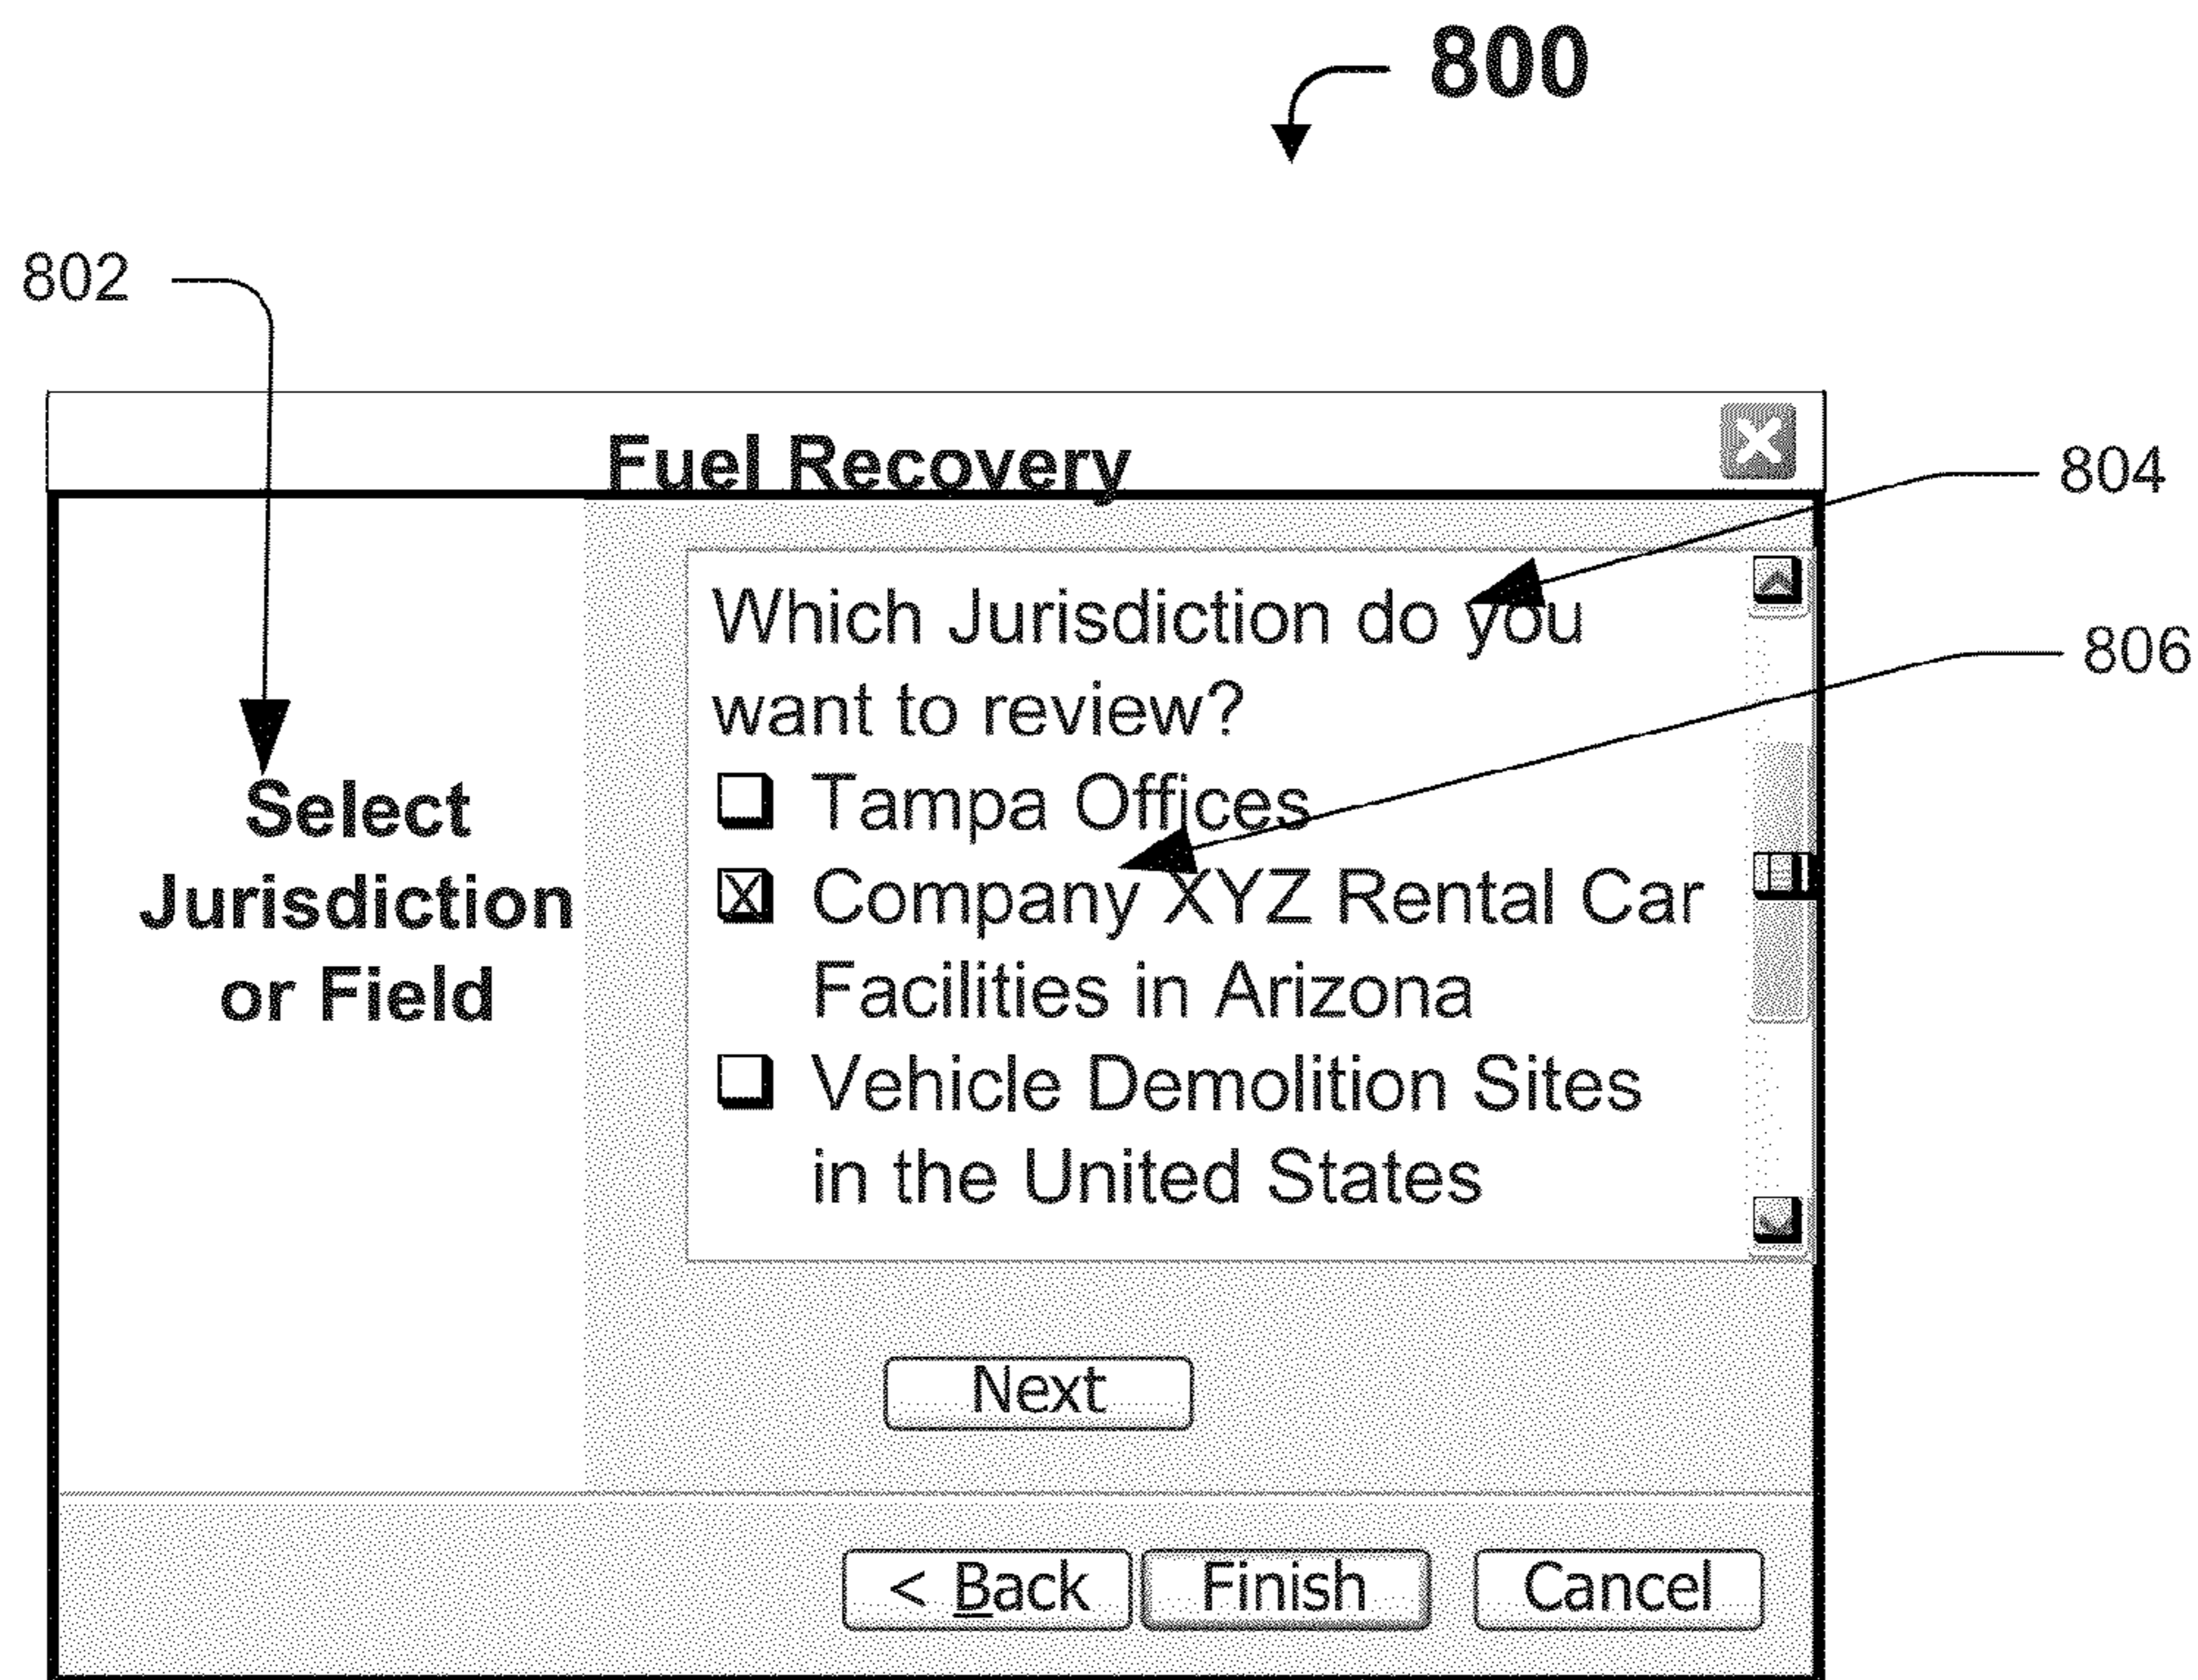 800
802
Fuel Recovery
804
Which Jurisdiction do you
want to review?
806
Tampa Offices
Company XYZ Rental Car
Facilities in Arizona
Vehicle Demolition Sites
in the United States
Select
Jurisdiction
or Field
Next
< Back
Finish
Cancel